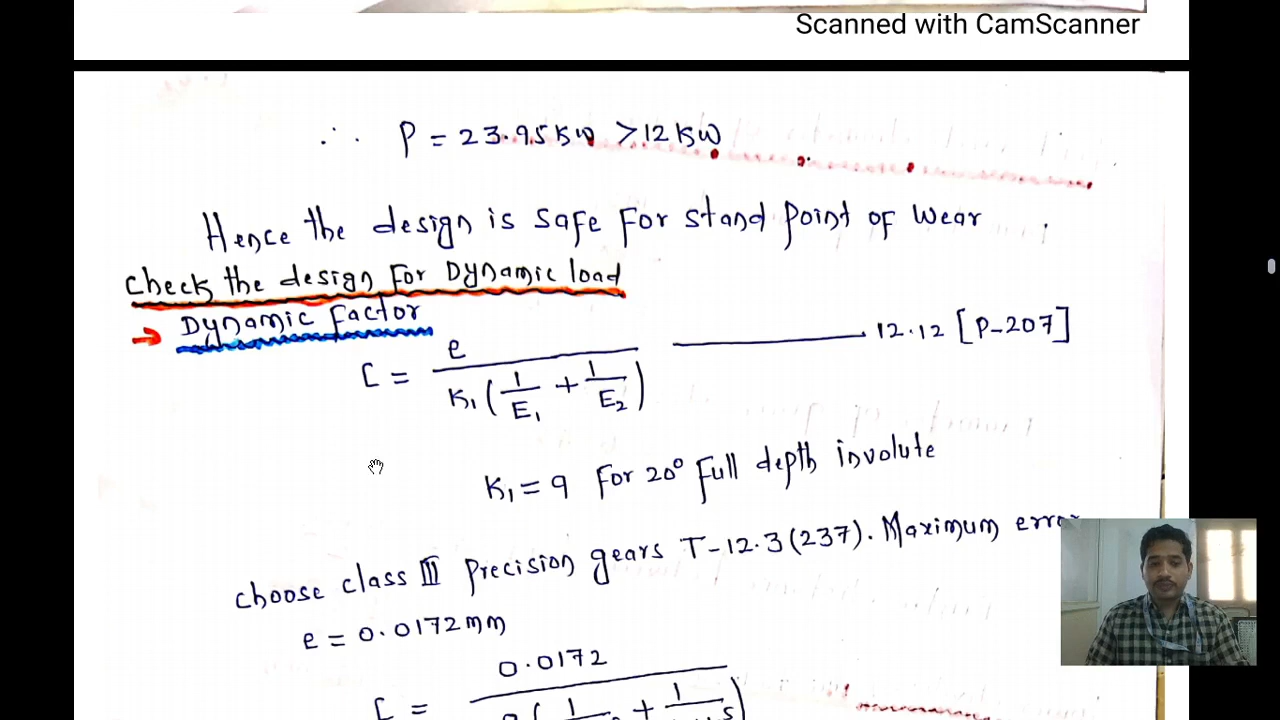 Scanned with CamScanner
∴ P = 23.95 KW > 12 KW
Hence the design is safe for stand point of wear
check the design for Dynamic load
→ Dynamic factor
C = e / K₁ (1/E₁ + 1/E₂) 12.12 [P-207]
K₁ = 9 for 20° full depth involute
choose class III Precision gears T-12.3 (237). Maximum error
e = 0.0172 mm
C = 0.0172